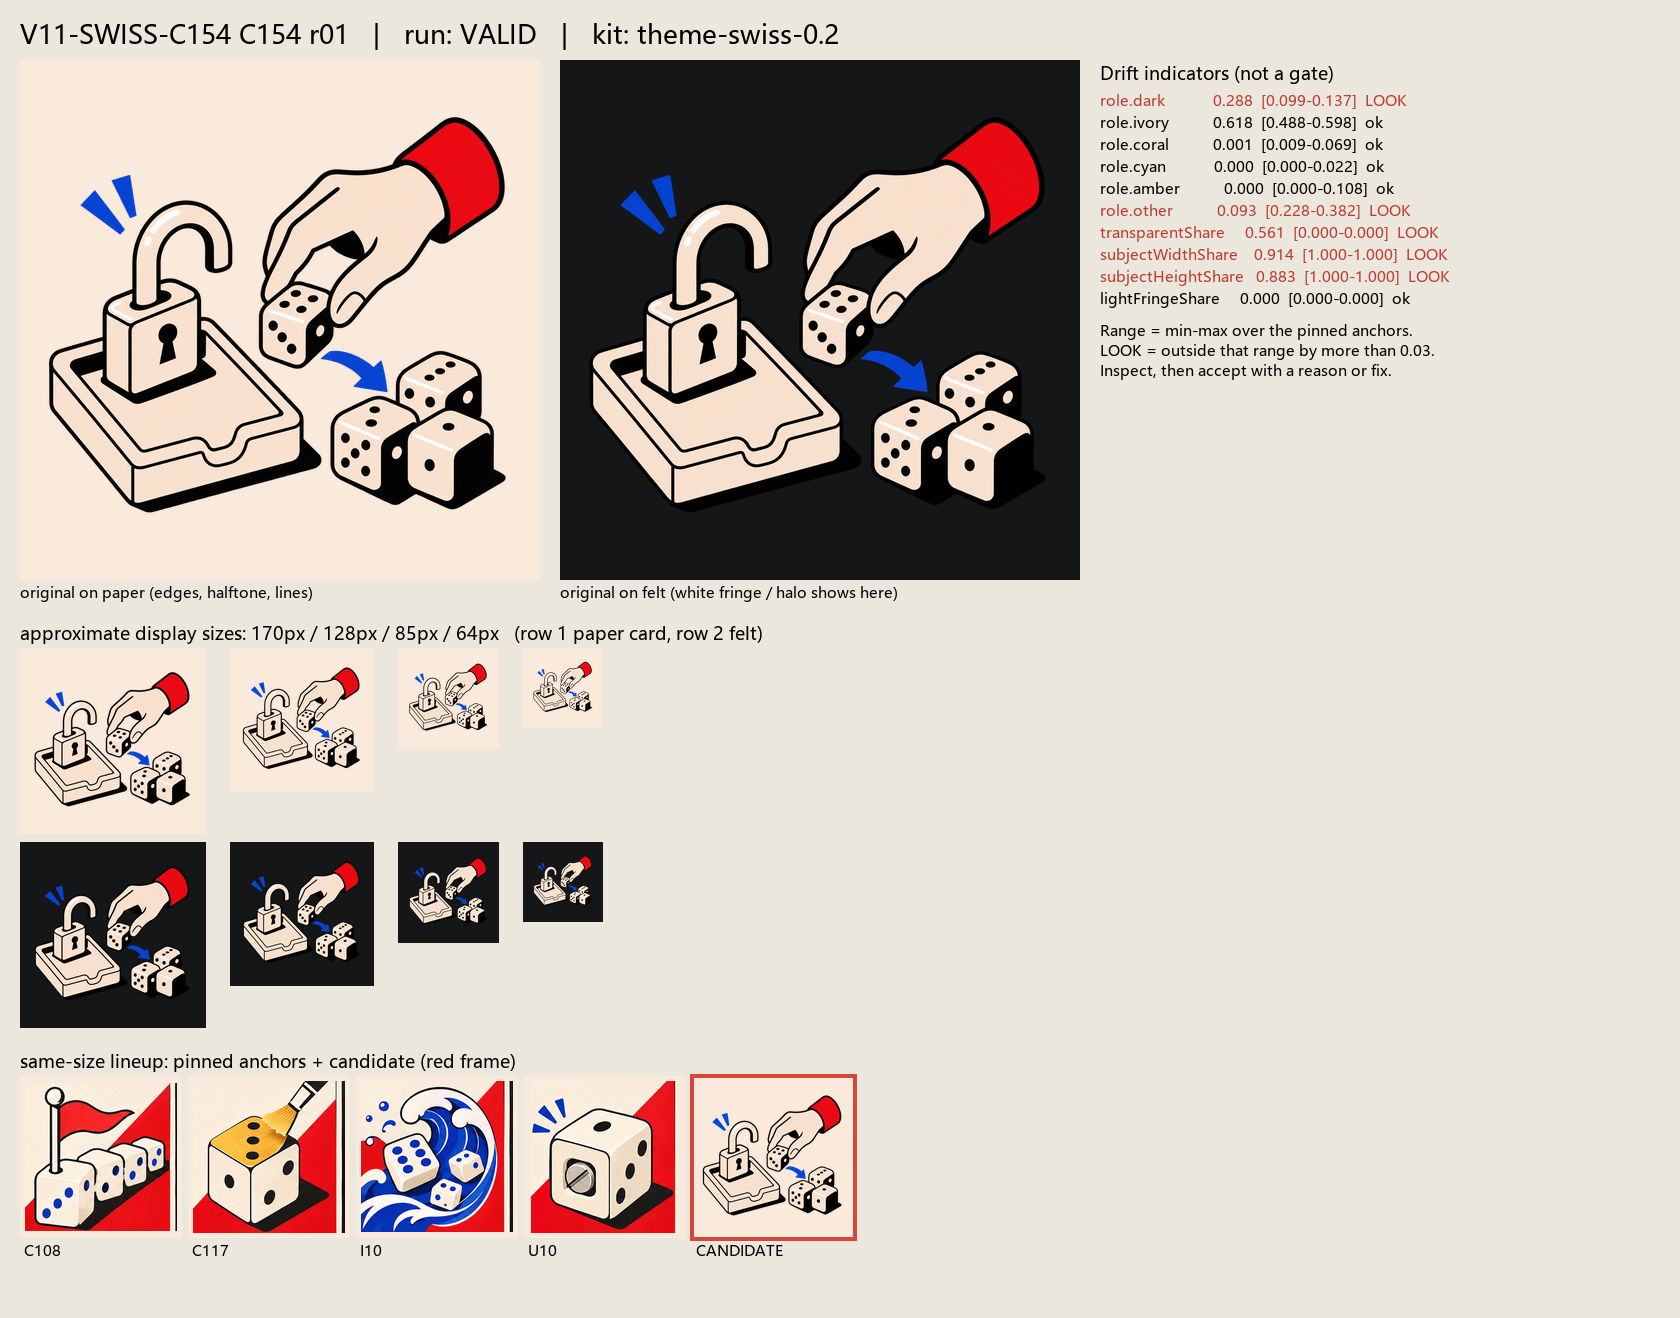 V11-SWISS-C154 C154 r01 | run: VALID | kit: theme-swiss-0.2
Drift indicators (not a gate)
role.dark 0.288 [0.099-0.137] LOOK
role.ivory 0.618 [0.488-0.598] ok
role.coral 0.001 [0.009-0.069] ok
role.cyan 0.000 [0.000-0.022] ok
role.amber 0.000 [0.000-0.108] ok
role.other 0.093 [0.228-0.382] LOOK
transparentShare 0.561 [0.000-0.000] LOOK
subjectWidthShare 0.914 [1.000-1.000] LOOK
subjectHeightShare 0.883 [1.000-1.000] LOOK
lightFringeShare 0.000 [0.000-0.000] ok
Range = min-max over the pinned anchors.
LOOK = outside that range by more than 0.03.
Inspect, then accept with a reason or fix.
original on paper (edges, halftone, lines)
original on felt (white fringe / halo shows here)
approximate display sizes: 170px / 128px / 85px / 64px (row 1 paper card, row 2 felt)
same-size lineup: pinned anchors + candidate (red frame)
C108
C117
I10
U10
CANDIDATE